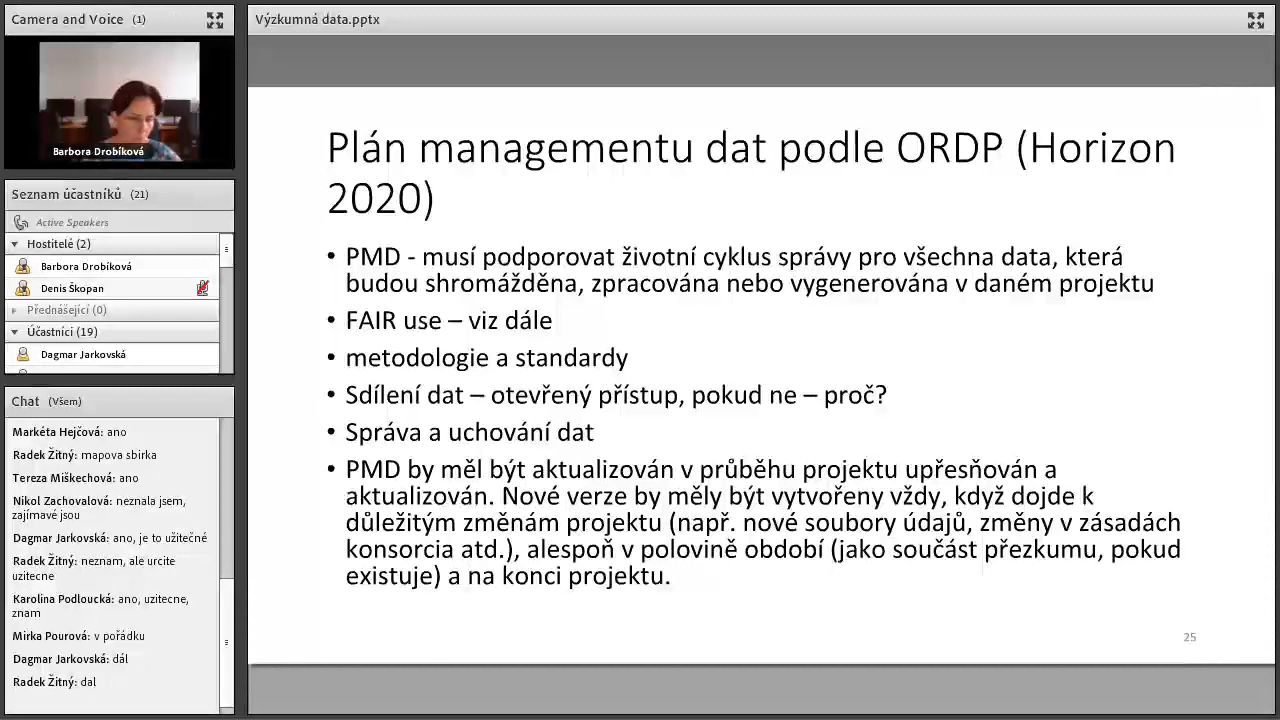 Camera and Voice (1)
Barbora Drobíková
Seznam účastníků (21)
Active Speakers
Hostitelé (2)
Barbora Drobíková
Denis Škopan
Přednášející (0)
Účastníci (19)
Dagmar Jarkovská
Chat (Všem)
Markéta Hejčová: ano
Radek Žitný: mapova sbirka
Tereza Miškechová: ano
Nikol Zachovalová: neznala jsem,
zajímavé jsou
Dagmar Jarkovská: ano, je to užitečné
Radek Žitný: neznam, ale urcite
uzitecne
Karolina Podloucká: ano, uzitecne,
znam
Mirka Pourová: v pořádku
Dagmar Jarkovská: dál
Radek Žitný: dal
Výzkumná data.pptx
Plán managementu dat podle ORDP (Horizon
2020)
• PMD - musí podporovat životní cyklus správy pro všechna data, která
budou shromážděna, zpracována nebo vygenerována v daném projektu
• FAIR use – viz dále
• metodologie a standardy
• Sdílení dat – otevřený přístup, pokud ne – proč?
• Správa a uchování dat
• PMD by měl být aktualizován v průběhu projektu upřesňován a
aktualizován. Nové verze by měly být vytvořeny vždy, když dojde k
důležitým změnám projektu (např. nové soubory údajů, změny v zásadách
konsorcia atd.), alespoň v polovině období (jako součást přezkumu, pokud
existuje) a na konci projektu.
25